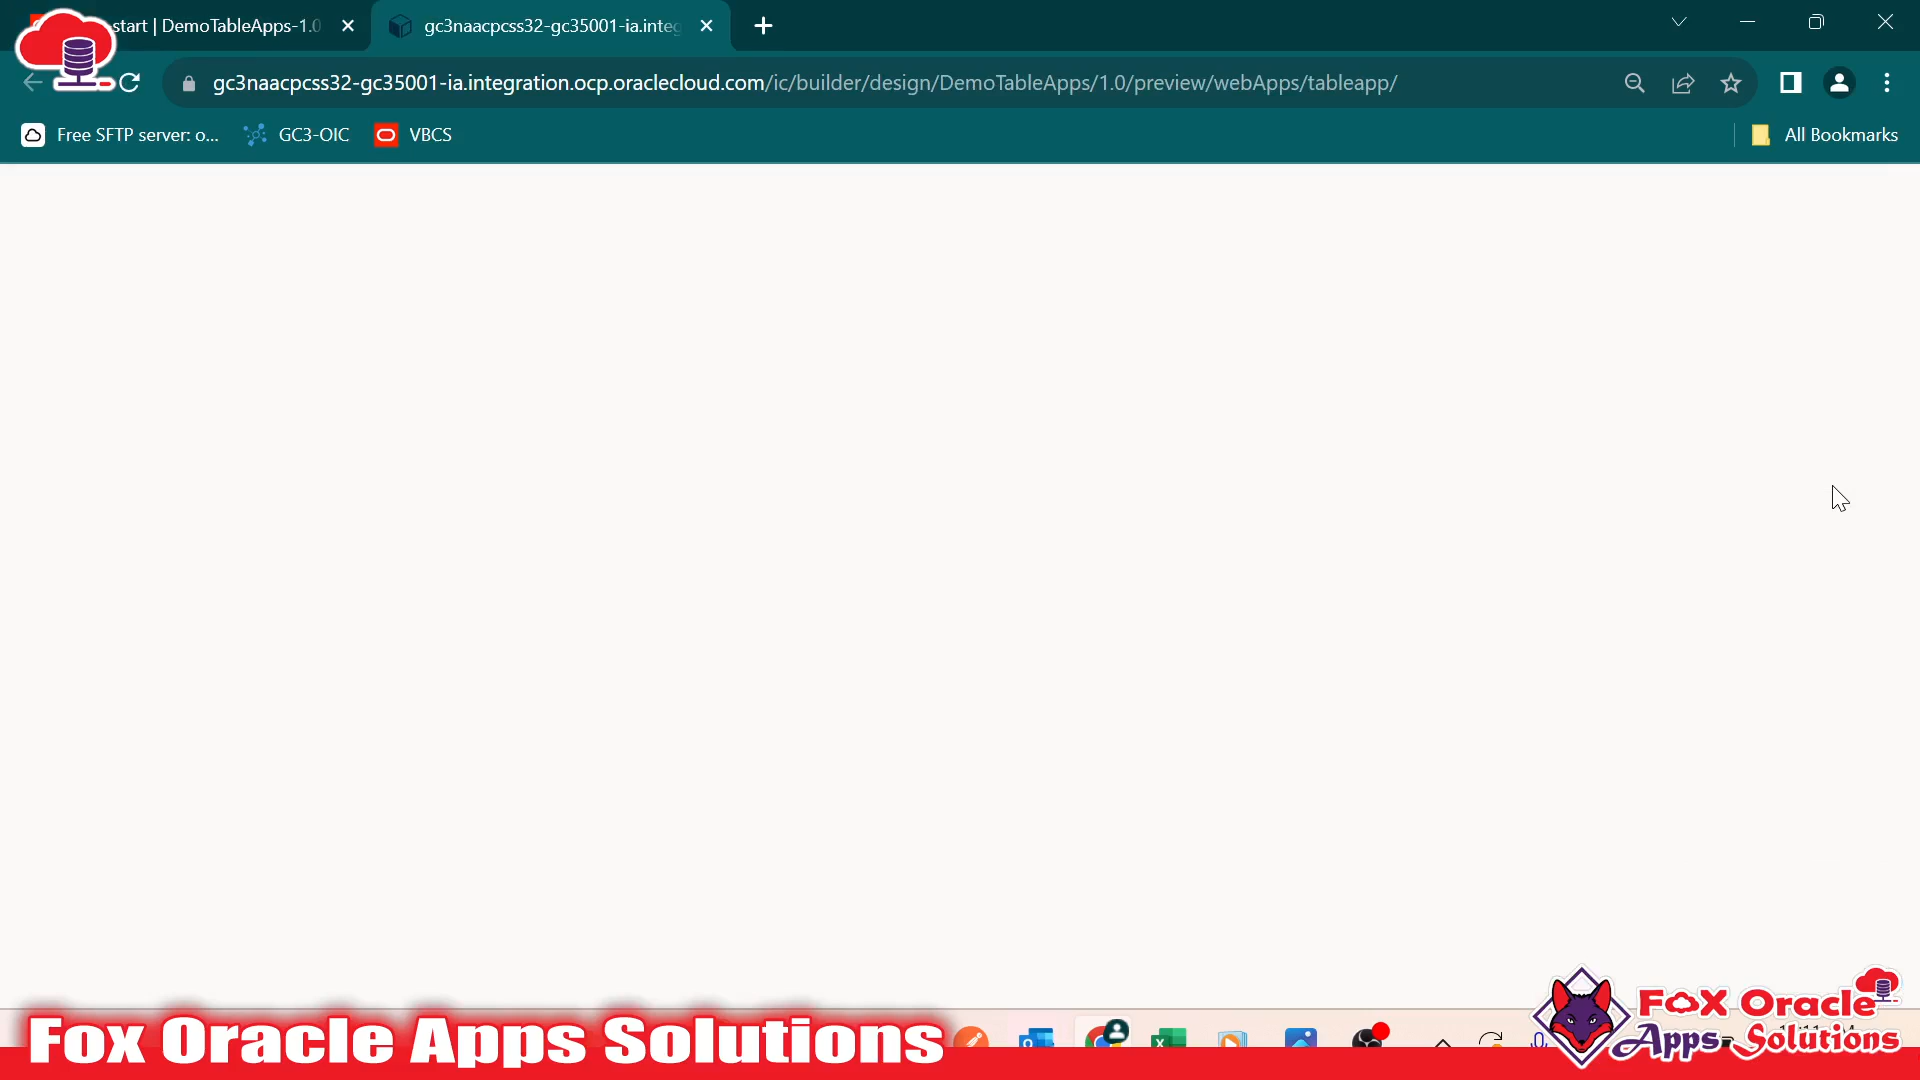 start | DemoTableApps-1.0
gc3naacpcss32-gc35001-ia.integ
gc3naacpcss32-gc35001-ia.integration.ocp.oraclecloud.com/ic/builder/design/DemoTableApps/1.0/preview/webApps/tableapp/
Free SFTP server: o...
GC3-OIC
VBCS
All Bookmarks
Fox Oracle Apps Solutions
FOX Oracle
Apps Solutions